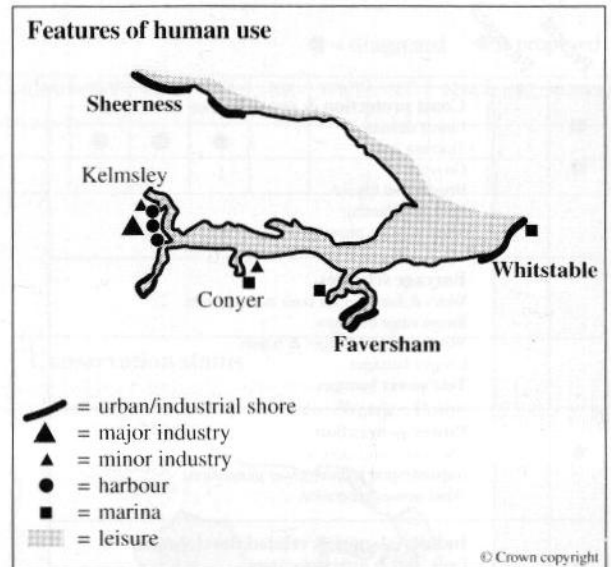 Features of human use
Sheerness
Kelmsley
Whitstable
Conyer
Faversham
= urban/industrial shore
= major industry
= minor industry
= harbour
= marina
= leisure
© Crown copyright